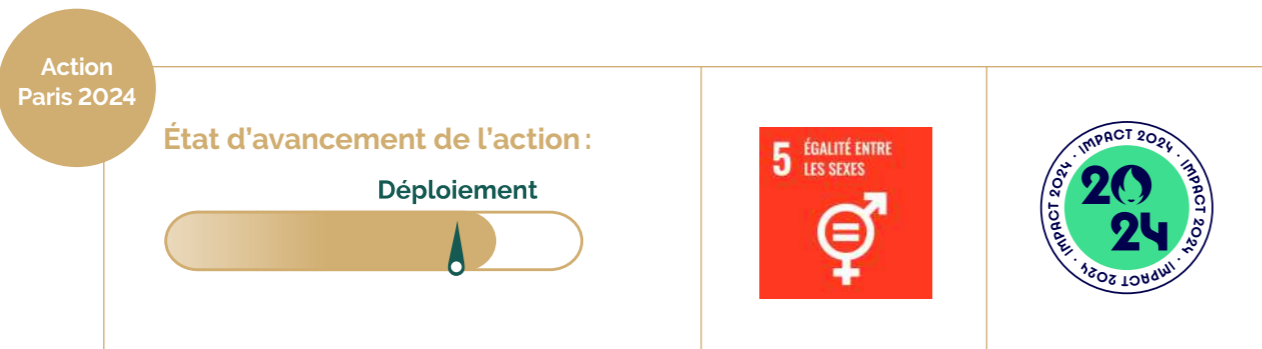 Action
Paris 2024
État d'avancement de l'action :
Déploiement
5 ÉGALITÉ ENTRE
LES SEXES
IMPACT 2024 · IMPACT 2024 · IMPACT 2024 · IMPACT 2024 ·
20
24